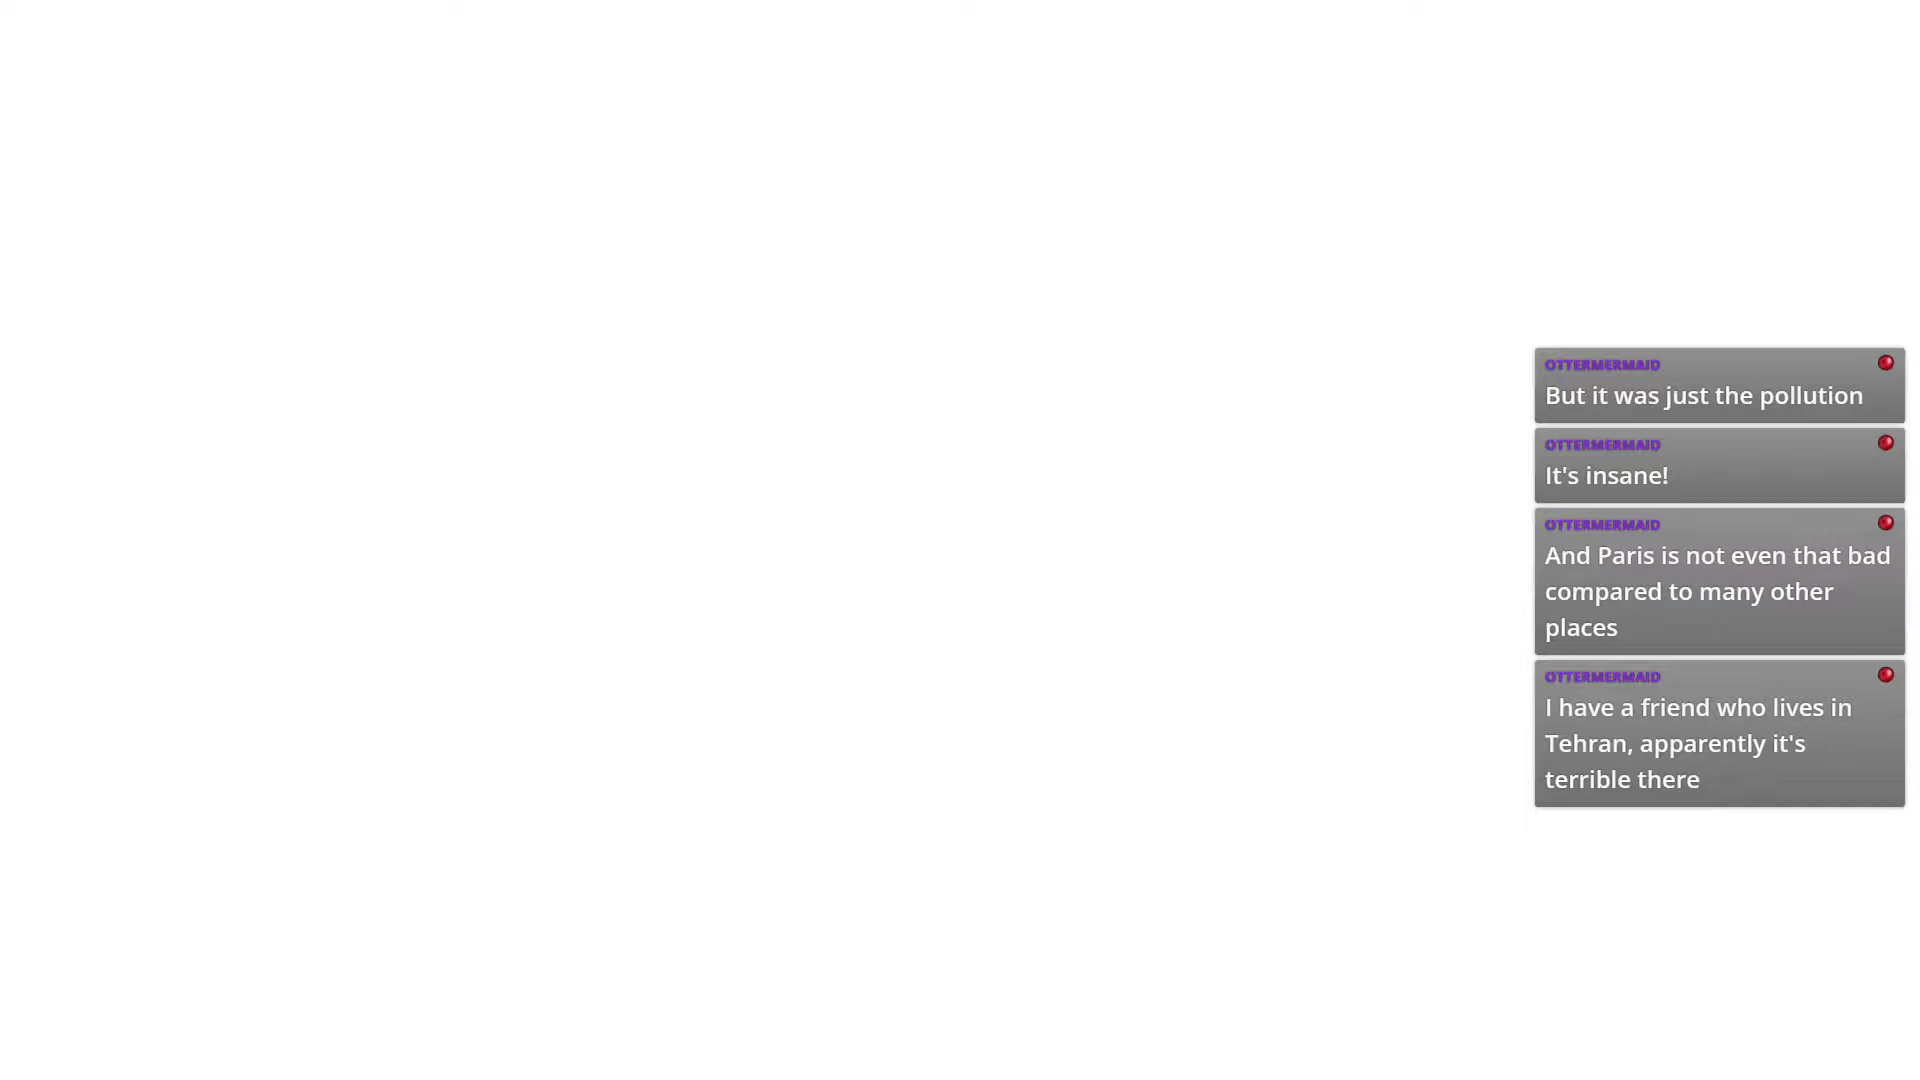 OTTERMERMAID
But it was just the pollution
OTTERMERMAID
It's insane!
OTTERMERMAID
And Paris is not even that bad
compared to many other
places
OTTERMERMAID
I have a friend who lives in
Tehran, apparently it's
terrible there